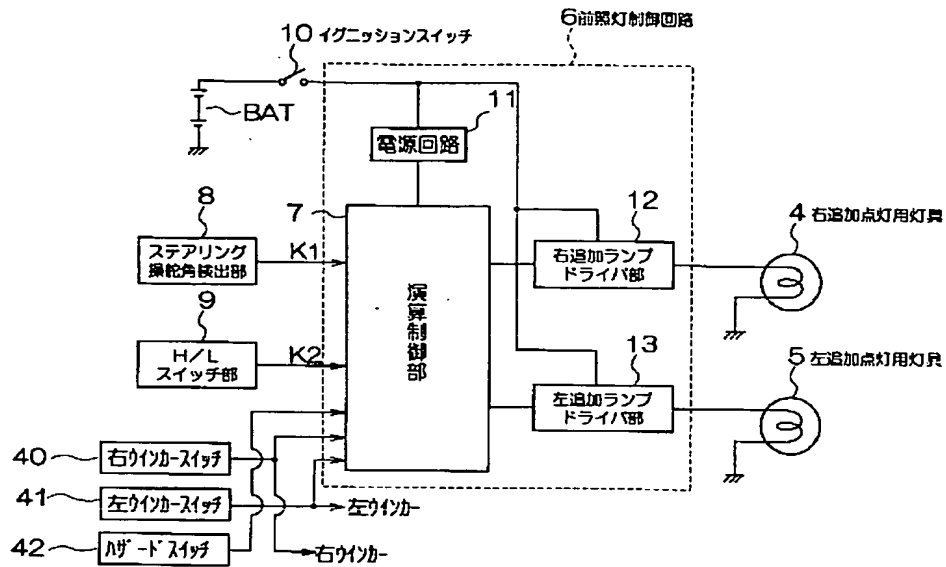 6 前照灯制御回路
10 イグニッションスイッチ
BAT
11
電源回路
7
演算制御部
8
ステアリング
操舵角検出部
K1
9
H/L
スイッチ部
K2
12
右追加ランプ
ドライバ部
4 右追加点灯用灯具
13
左追加ランプ
ドライバ部
5 左追加点灯用灯具
40 右ウインカースイッチ
41 左ウインカースイッチ
42 ハザードスイッチ
左ウインカー
右ウインカー